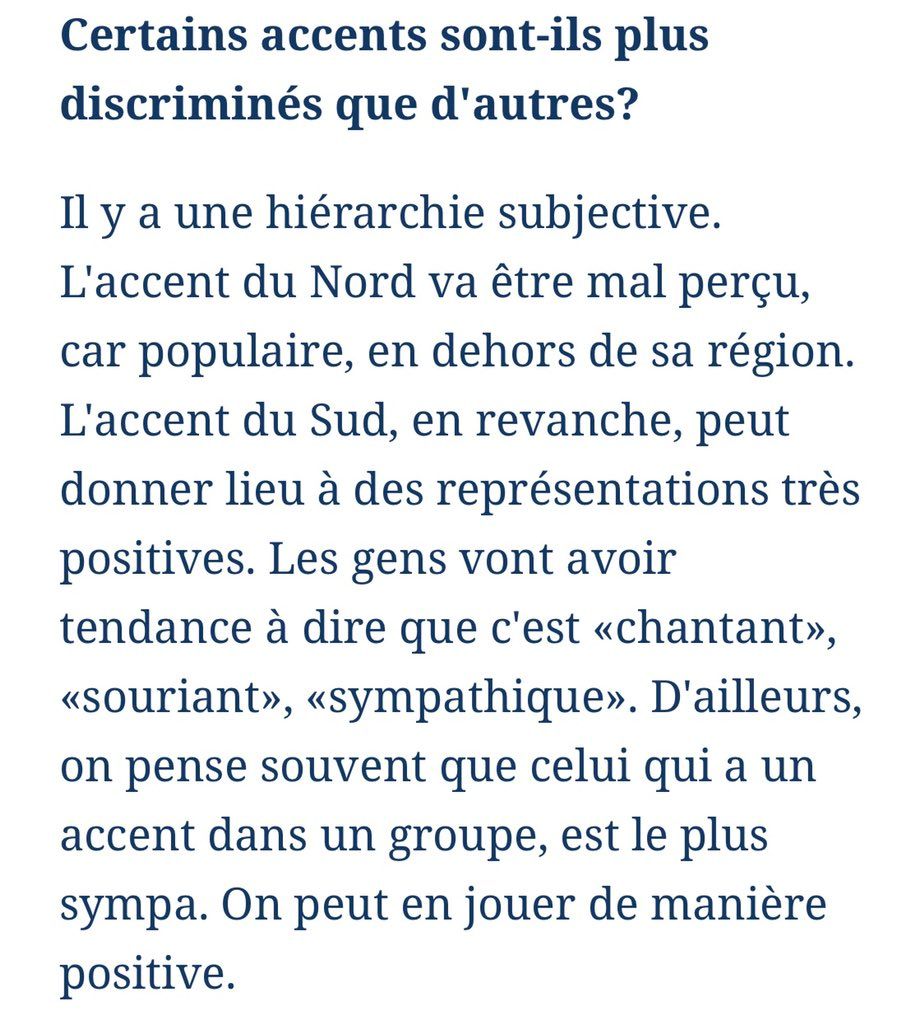 Certains accents sont-ils plus
discriminés que d'autres?
Il y a une hiérarchie subjective.
L'accent du Nord va être mal perçu,
car populaire, en dehors de sa région.
L'accent du Sud, en revanche, peut
donner lieu à des représentations très
positives. Les gens vont avoir
tendance à dire que c'est «chantant»,
«souriant», «sympathique». D'ailleurs,
on pense souvent que celui qui a un
accent dans un groupe, est le plus
sympa. On peut en jouer de manière
positive.